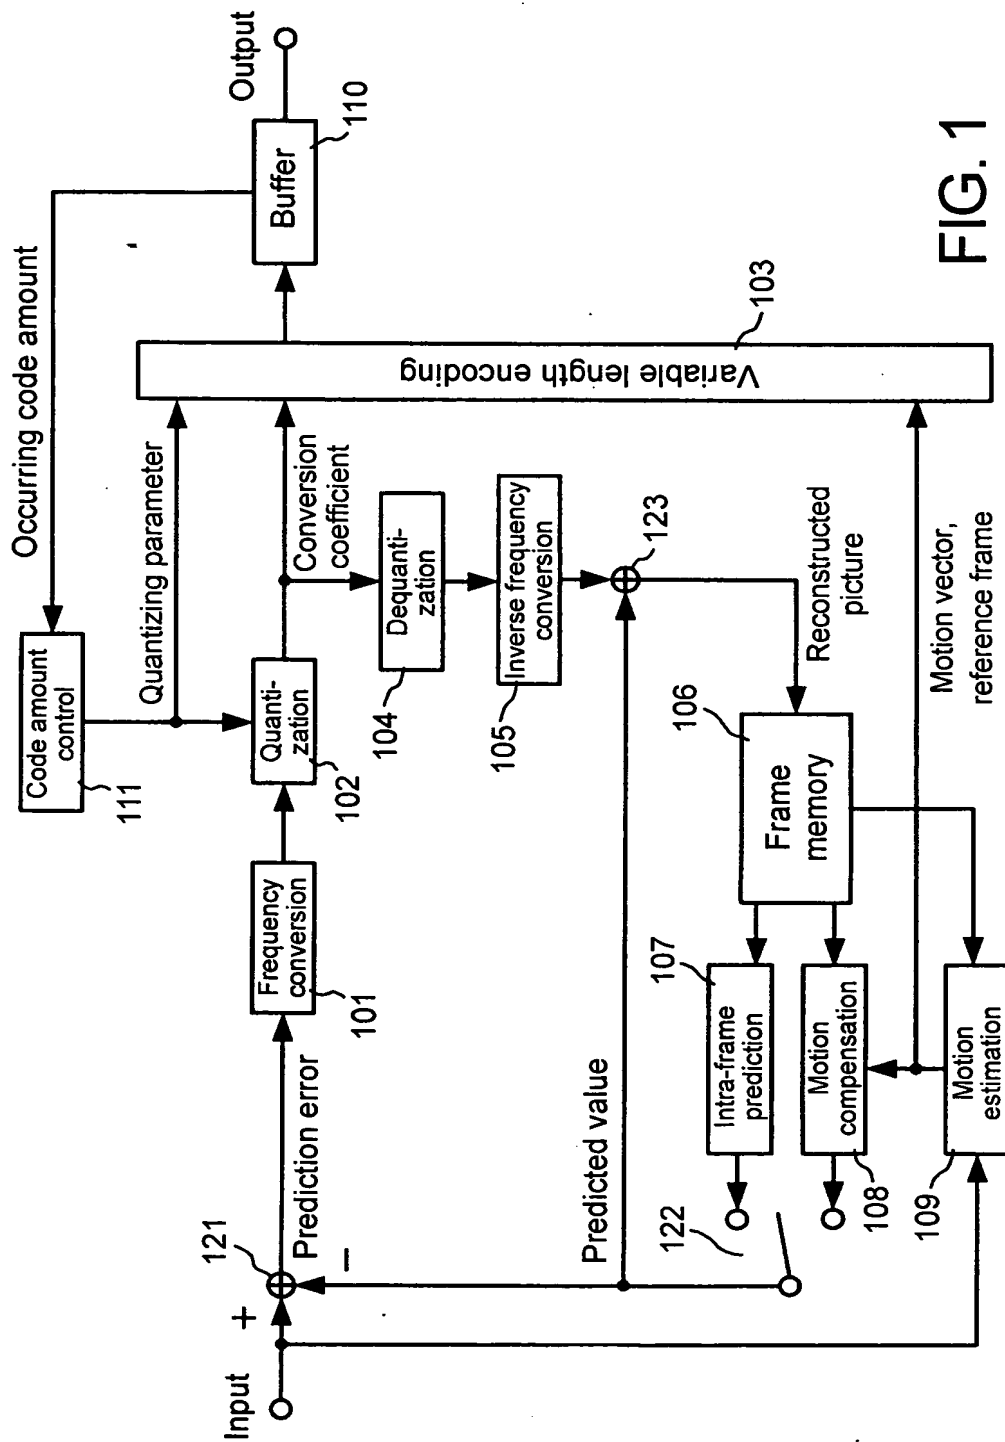 Occurring code amount
Code amount
control
111
Quantizing parameter
Output
Buffer
110
Input
+
121
−
Prediction error
Frequency
conversion
101
Quanti-
zation
102
Conversion
coefficient
Variable length encoding
103
Dequanti-
zation
104
Inverse frequency
conversion
105
123
Predicted value
Reconstructed
picture
122
Intra-frame
prediction
107
Frame
memory
106
Motion
compensation
108
Motion vector,
reference frame
Motion
estimation
109
FIG. 1